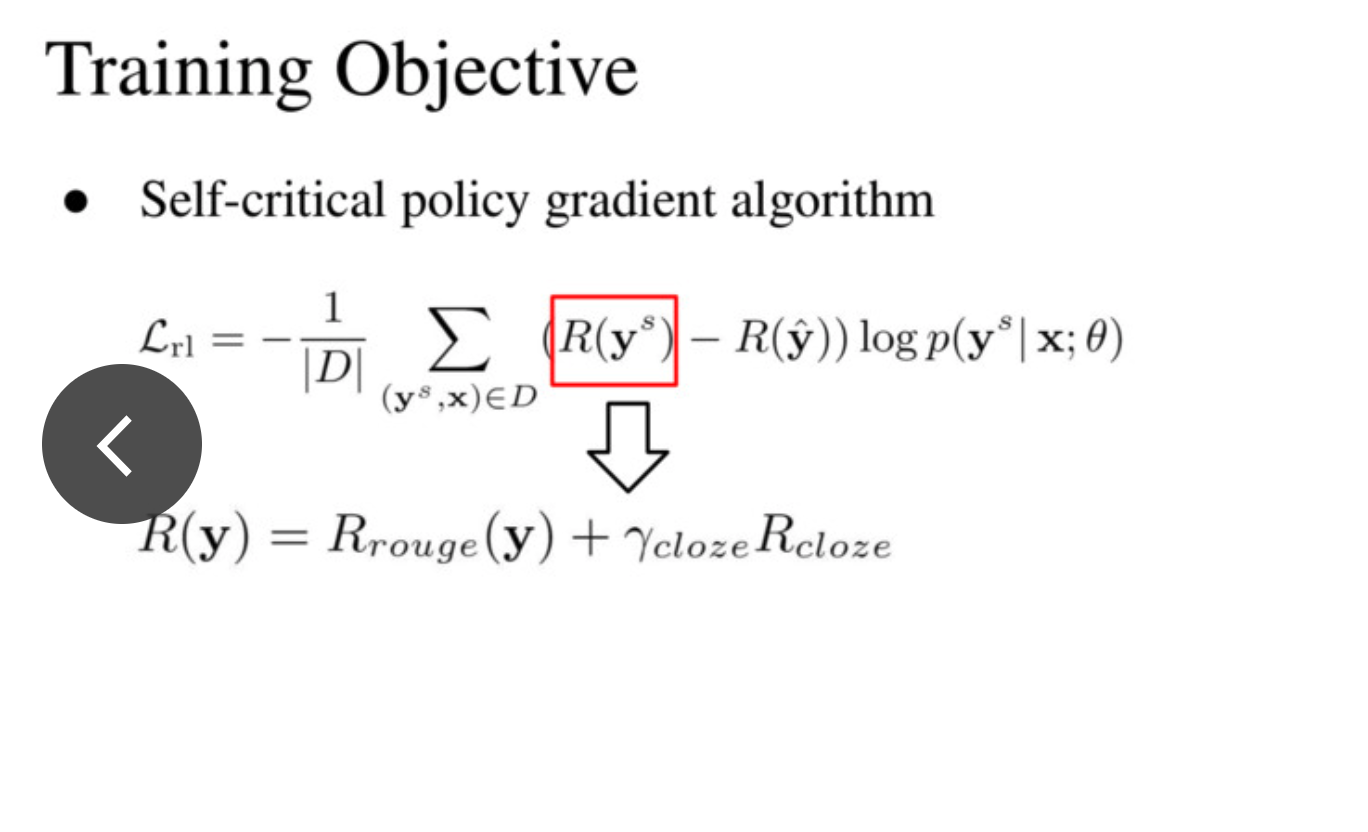 Training Objective
● Self-critical policy gradient algorithm
$\mathcal{L}_{\mathrm{rl}} = -\frac{1}{|D|} \sum_{(\mathbf{y}^s, \mathbf{x}) \in D} (R(\mathbf{y}^s) - R(\hat{\mathbf{y}})) \log p(\mathbf{y}^s | \mathbf{x}; \theta)$
$R(\mathbf{y}) = R_{rouge}(\mathbf{y}) + \gamma_{cloze} R_{cloze}$